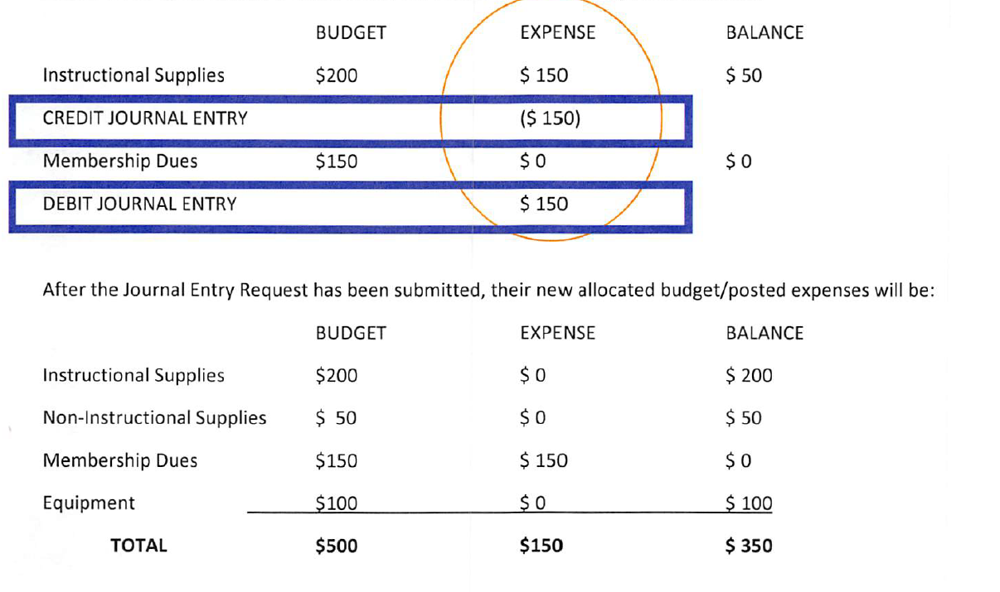 BUDGET EXPENSE BALANCE
Instructional Supplies $200 $ 150 $ 50
CREDIT JOURNAL ENTRY ($ 150)
Membership Dues $150 $ 0 $ 0
DEBIT JOURNAL ENTRY $ 150
After the Journal Entry Request has been submitted, their new allocated budget/posted expenses will be:
BUDGET EXPENSE BALANCE
Instructional Supplies $200 $ 0 $ 200
Non-Instructional Supplies $ 50 $ 0 $ 50
Membership Dues $150 $ 150 $ 0
Equipment $100 $ 0 $ 100
TOTAL $500 $150 $ 350